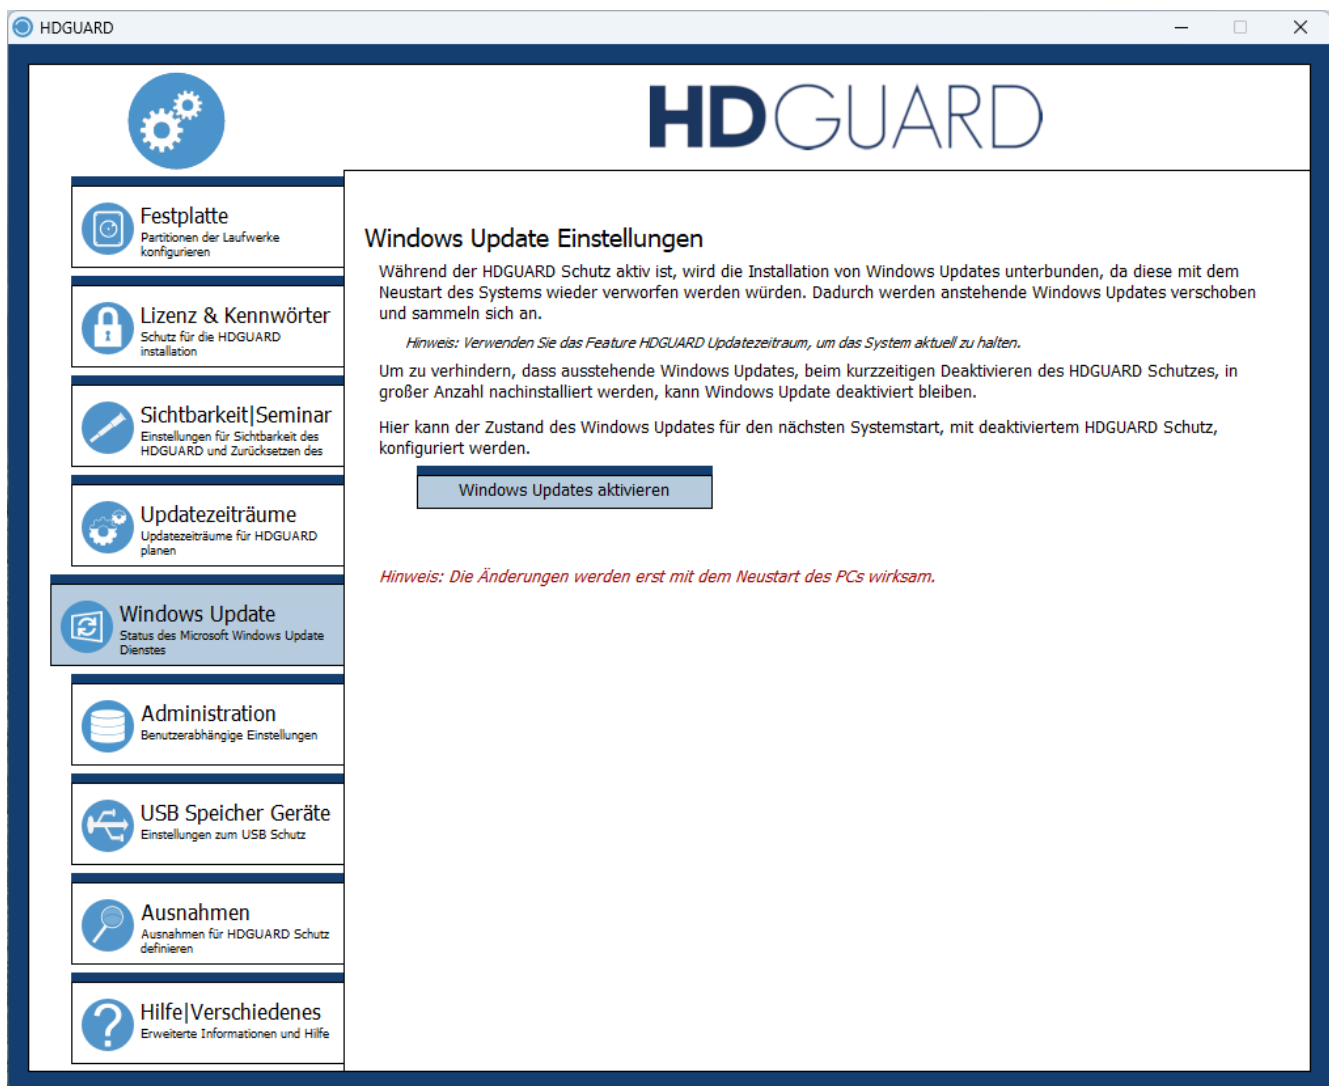 HDGUARD
HDGUARD
Festplatte
Partitionen der Laufwerke
konfigurieren
Lizenz & Kennwörter
Schutz für die HDGUARD
installation
Sichtbarkeit|Seminar
Einstellungen für Sichtbarkeit des
HDGUARD und Zurücksetzen des
Updatezeiträume
Updatezeiträume für HDGUARD
planen
Windows Update
Status des Microsoft Windows Update
Dienstes
Administration
Benutzerabhängige Einstellungen
USB Speicher Geräte
Einstellungen zum USB Schutz
Ausnahmen
Ausnahmen für HDGUARD Schutz
definieren
Hilfe|Verschiedenes
Erweiterte Informationen und Hilfe
Windows Update Einstellungen
Während der HDGUARD Schutz aktiv ist, wird die Installation von Windows Updates unterbunden, da diese mit dem
Neustart des Systems wieder verworfen werden würden. Dadurch werden anstehende Windows Updates verschoben
und sammeln sich an.
Hinweis: Verwenden Sie das Feature HDGUARD Updatezeitraum, um das System aktuell zu halten.
Um zu verhindern, dass ausstehende Windows Updates, beim kurzzeitigen Deaktivieren des HDGUARD Schutzes, in
großer Anzahl nachinstalliert werden, kann Windows Update deaktiviert bleiben.
Hier kann der Zustand des Windows Updates für den nächsten Systemstart, mit deaktiviertem HDGUARD Schutz,
konfiguriert werden.
Windows Updates aktivieren
Hinweis: Die Änderungen werden erst mit dem Neustart des PCs wirksam.